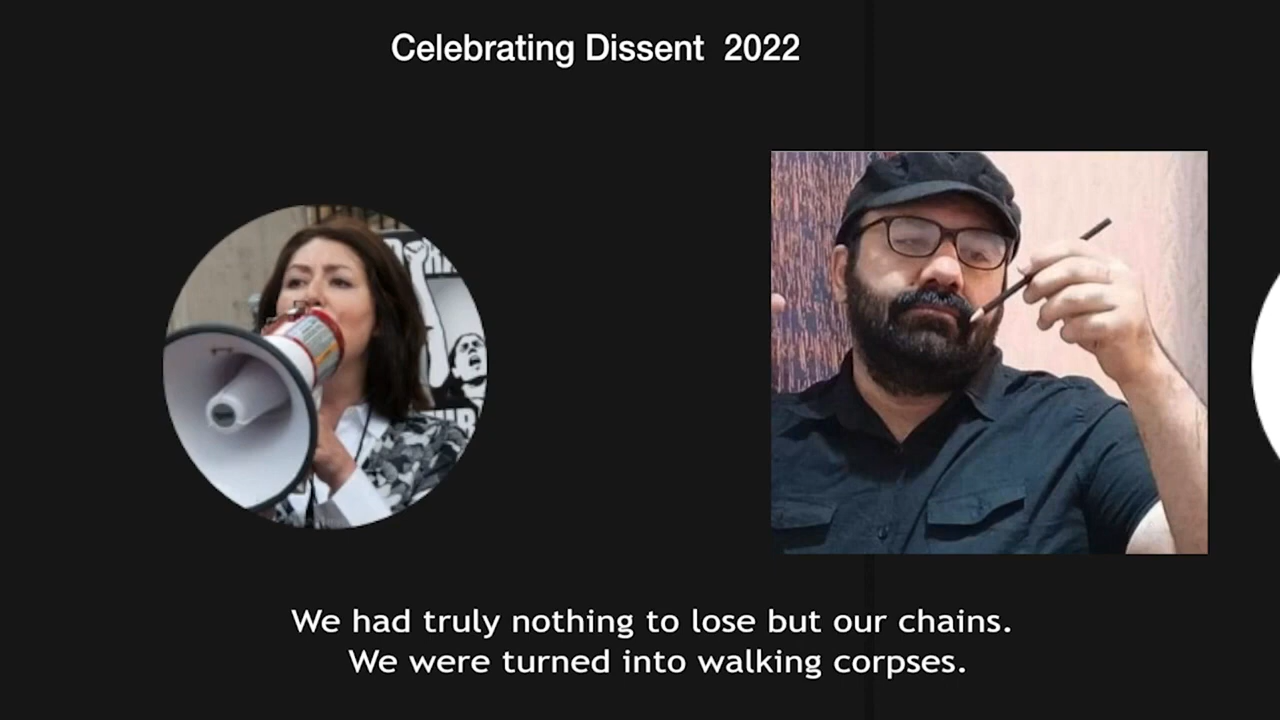 Celebrating Dissent 2022
We had truly nothing to lose but our chains.
We were turned into walking corpses.